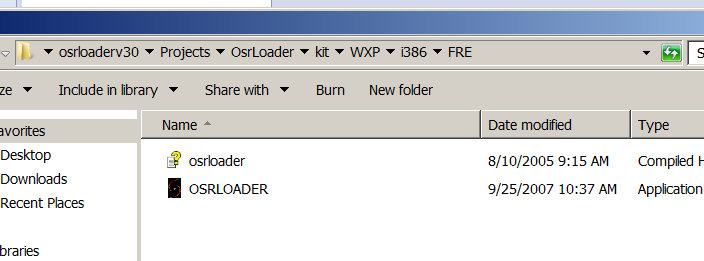 osrloaderv30 Projects OsrLoader kit WXP i386 FRE S
ze Include in library Share with Burn New folder
avorites Name Date modified Type
Desktop osrloader 8/10/2005 9:15 AM Compiled H
Downloads OSRLOADER 9/25/2007 10:37 AM Application
Recent Places
braries